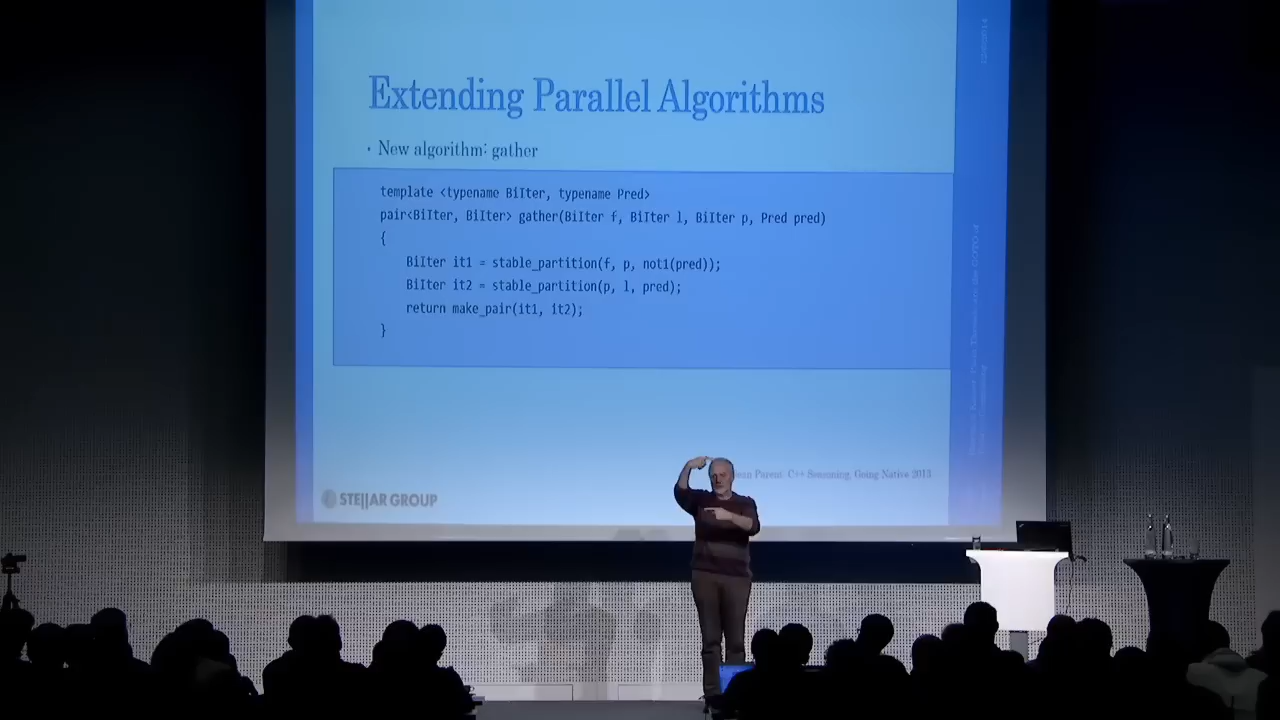 Extending Parallel Algorithms
• New algorithm: gather
template <typename BiIter, typename Pred>
pair<BiIter, BiIter> gather(BiIter f, BiIter l, BiIter p, Pred pred)
{
BiIter it1 = stable_partition(f, p, not1(pred));
BiIter it2 = stable_partition(p, l, pred);
return make_pair(it1, it2);
}
Parent, C++ Seasoning, Going Native 2013
STE||AR GROUP